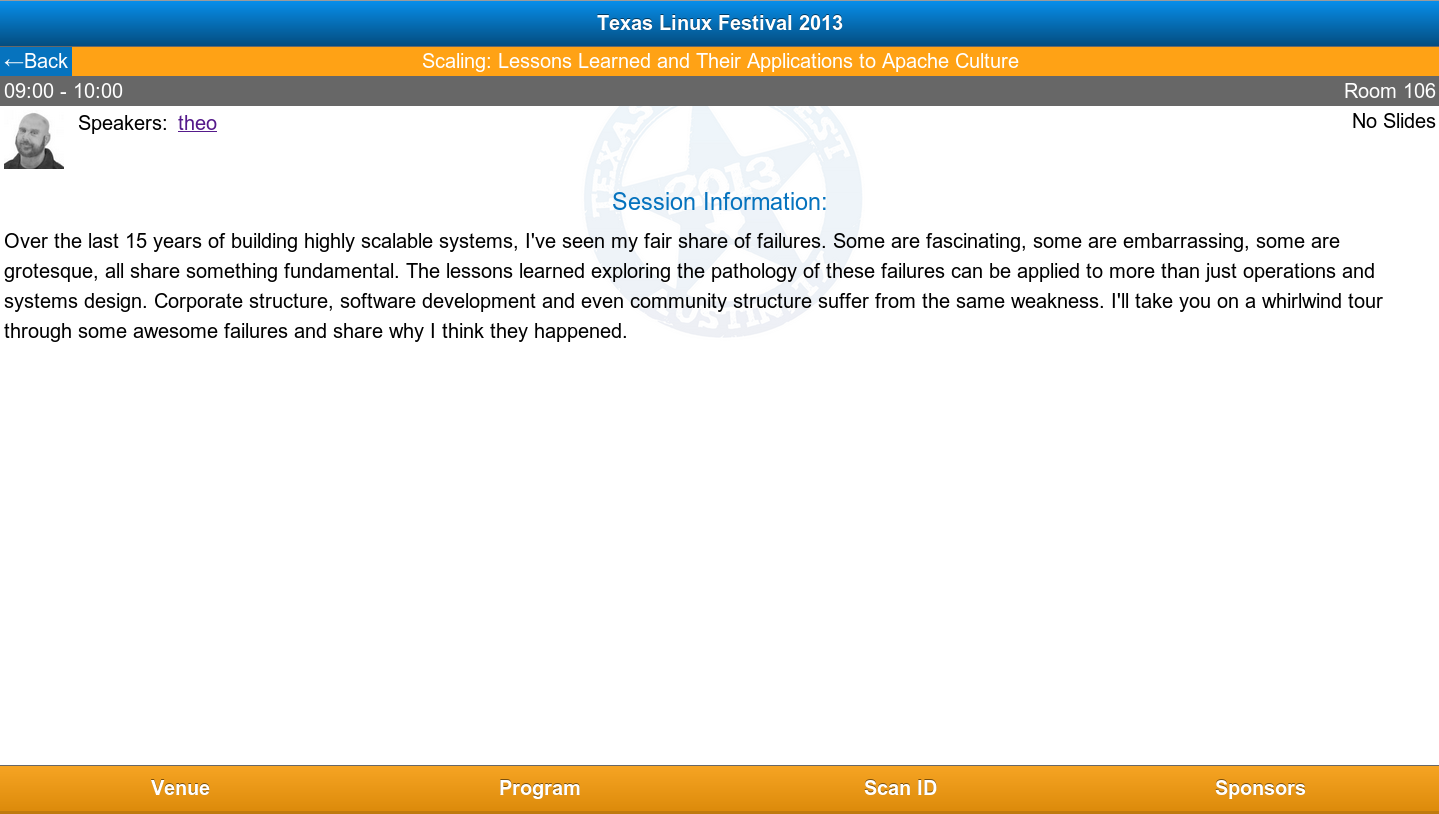 Texas Linux Festival 2013
←Back
Scaling: Lessons Learned and Their Applications to Apache Culture
09:00 - 10:00
Room 106
Speakers: theo
No Slides
TEXAS
2013
Session Information:
Over the last 15 years of building highly scalable systems, I've seen my fair share of failures. Some are fascinating, some are embarrassing, some are
grotesque, all share something fundamental. The lessons learned exploring the pathology of these failures can be applied to more than just operations and
systems design. Corporate structure, software development and even community structure suffer from the same weakness. I'll take you on a whirlwind tour
through some awesome failures and share why I think they happened.
Venue
Program
Scan ID
Sponsors